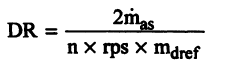 DR = 2ṁas / n × rps × mdref